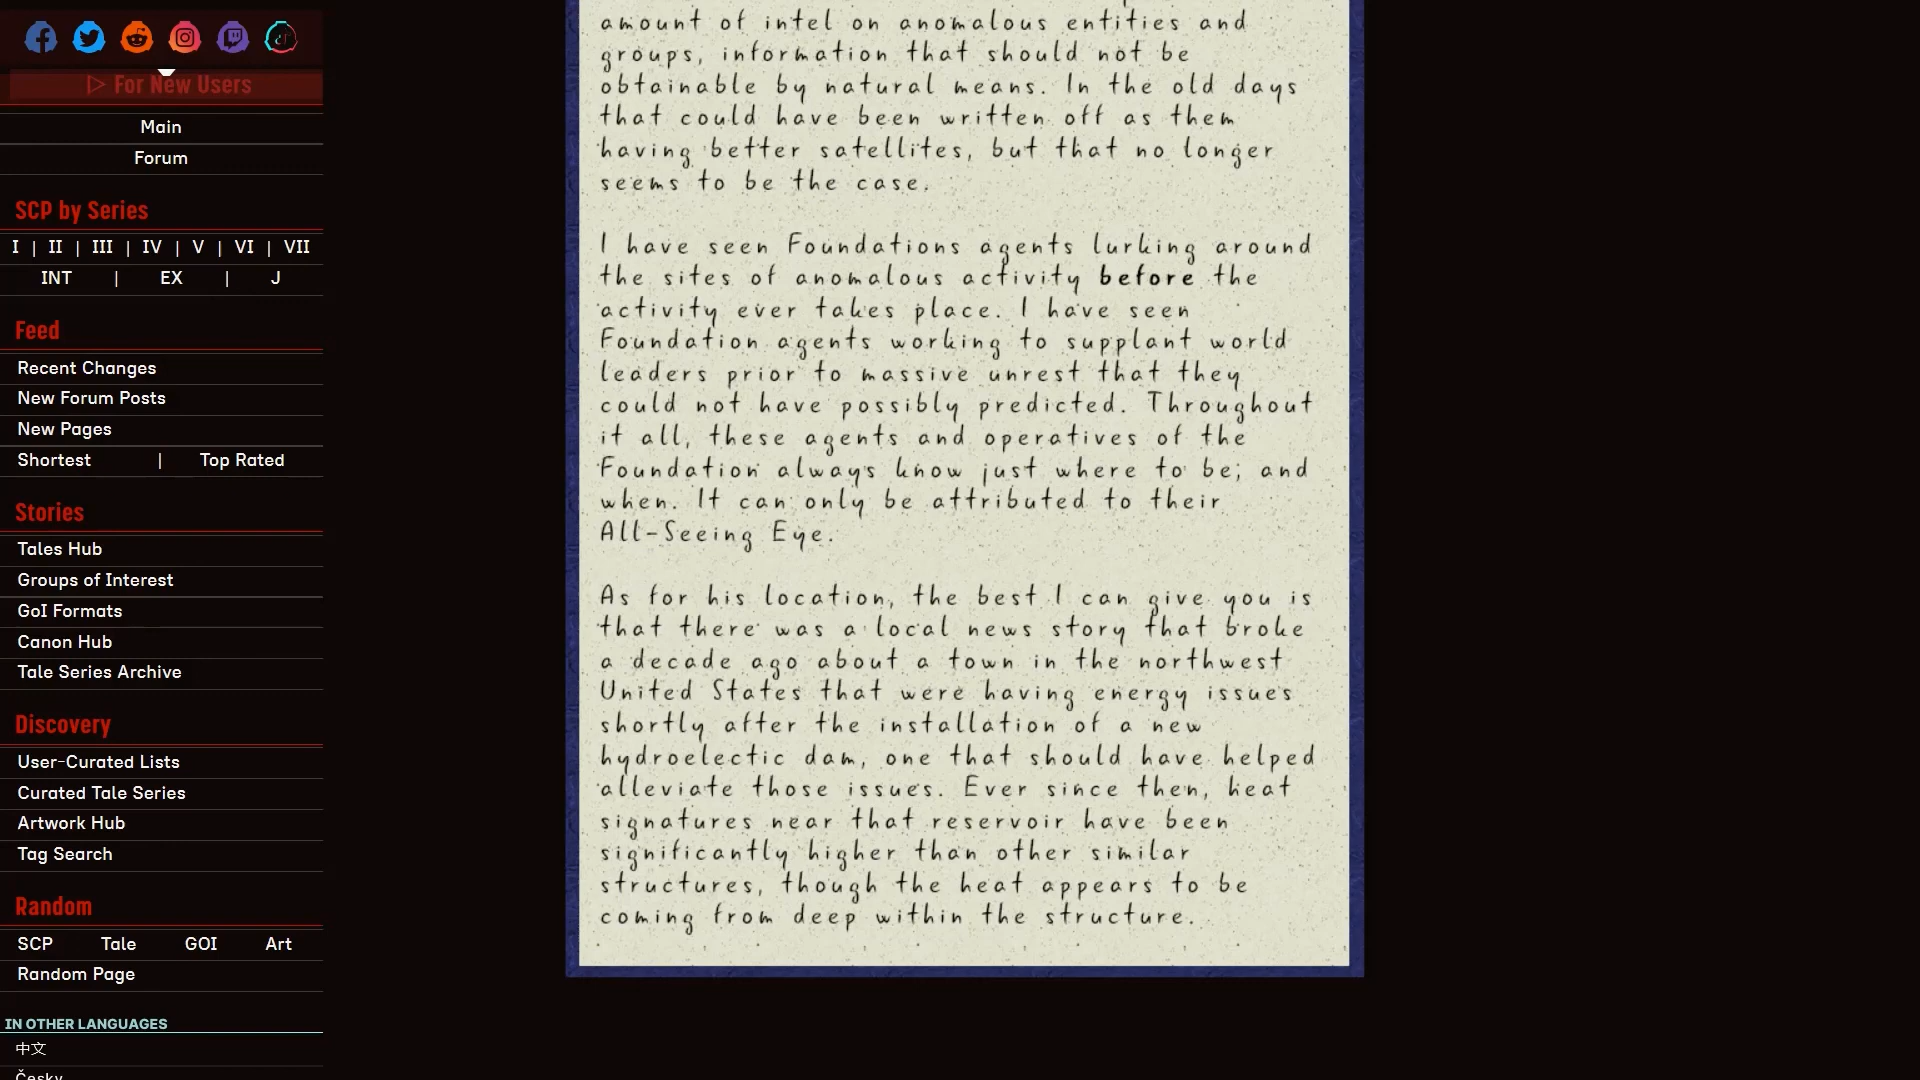 ▷ For New Users
Main
Forum
SCP by Series
I | II | III | IV | V | VI | VII
INT | EX | J
Feed
Recent Changes
New Forum Posts
New Pages
Shortest | Top Rated
Stories
Tales Hub
Groups of Interest
GoI Formats
Canon Hub
Tale Series Archive
Discovery
User-Curated Lists
Curated Tale Series
Artwork Hub
Tag Search
Random
SCP Tale GOI Art
Random Page
IN OTHER LANGUAGES
中文
Česky
amount of intel on anomalous entities and
groups, information that should not be
obtainable by natural means. In the old days
that could have been written off as them
having better satellites, but that no longer
seems to be the case.
I have seen Foundations agents lurking around
the sites of anomalous activity before the
activity ever takes place. I have seen
Foundation agents working to supplant world
leaders prior to massive unrest that they
could not have possibly predicted. Throughout
it all, these agents and operatives of the
Foundation always know just where to be; and
when. It can only be attributed to their
All-Seeing Eye.
As for his location, the best I can give you is
that there was a local news story that broke
a decade ago about a town in the northwest
United States that were having energy issues
shortly after the installation of a new
hydroelectic dam, one that should have helped
alleviate those issues. Ever since then, heat
signatures near that reservoir have been
significantly higher than other similar
structures, though the heat appears to be
coming from deep within the structure.